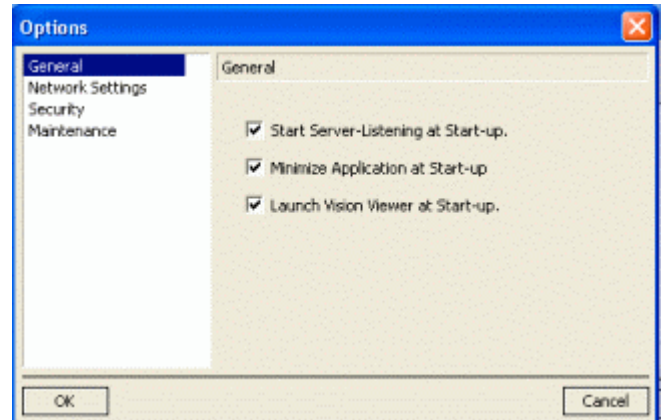 Options
General
Network Settings
Security
Maintenance
General
Start Server-Listening at Start-up.
Minimize Application at Start-up
Launch Vision Viewer at Start-up.
OK
Cancel